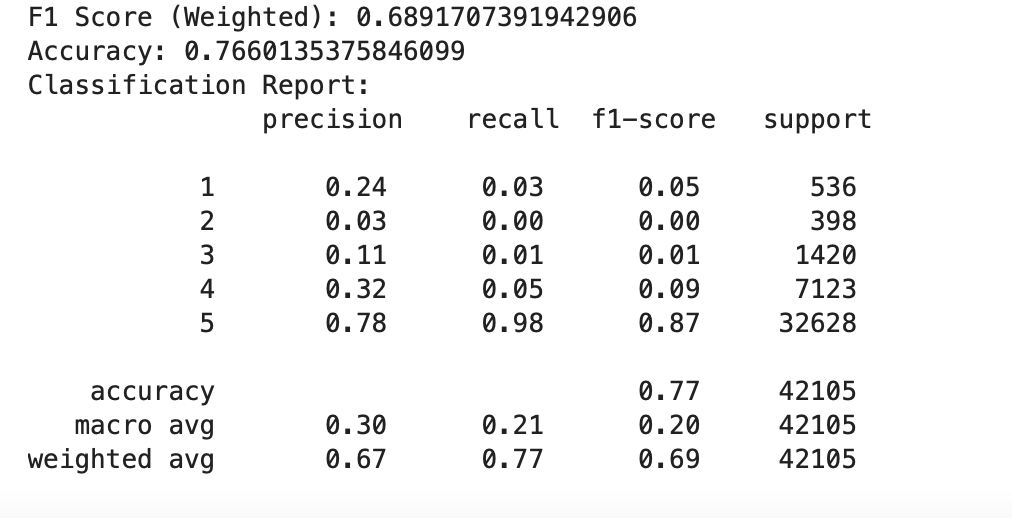 F1 Score (Weighted): 0.6891707391942906
Accuracy: 0.7660135375846099
Classification Report:
precision recall f1-score support
1 0.24 0.03 0.05 536
2 0.03 0.00 0.00 398
3 0.11 0.01 0.01 1420
4 0.32 0.05 0.09 7123
5 0.78 0.98 0.87 32628
accuracy 0.77 42105
macro avg 0.30 0.21 0.20 42105
weighted avg 0.67 0.77 0.69 42105